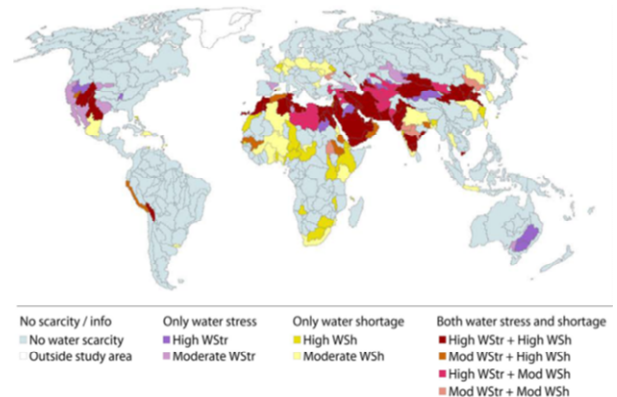 No scarcity / info
No water scarcity
Outside study area
Only water stress
High WStr
Moderate WStr
Only water shortage
High WSh
Moderate WSh
Both water stress and shortage
High WStr + High WSh
Mod WStr + High WSh
High WStr + Mod WSh
Mod WStr + Mod WSh